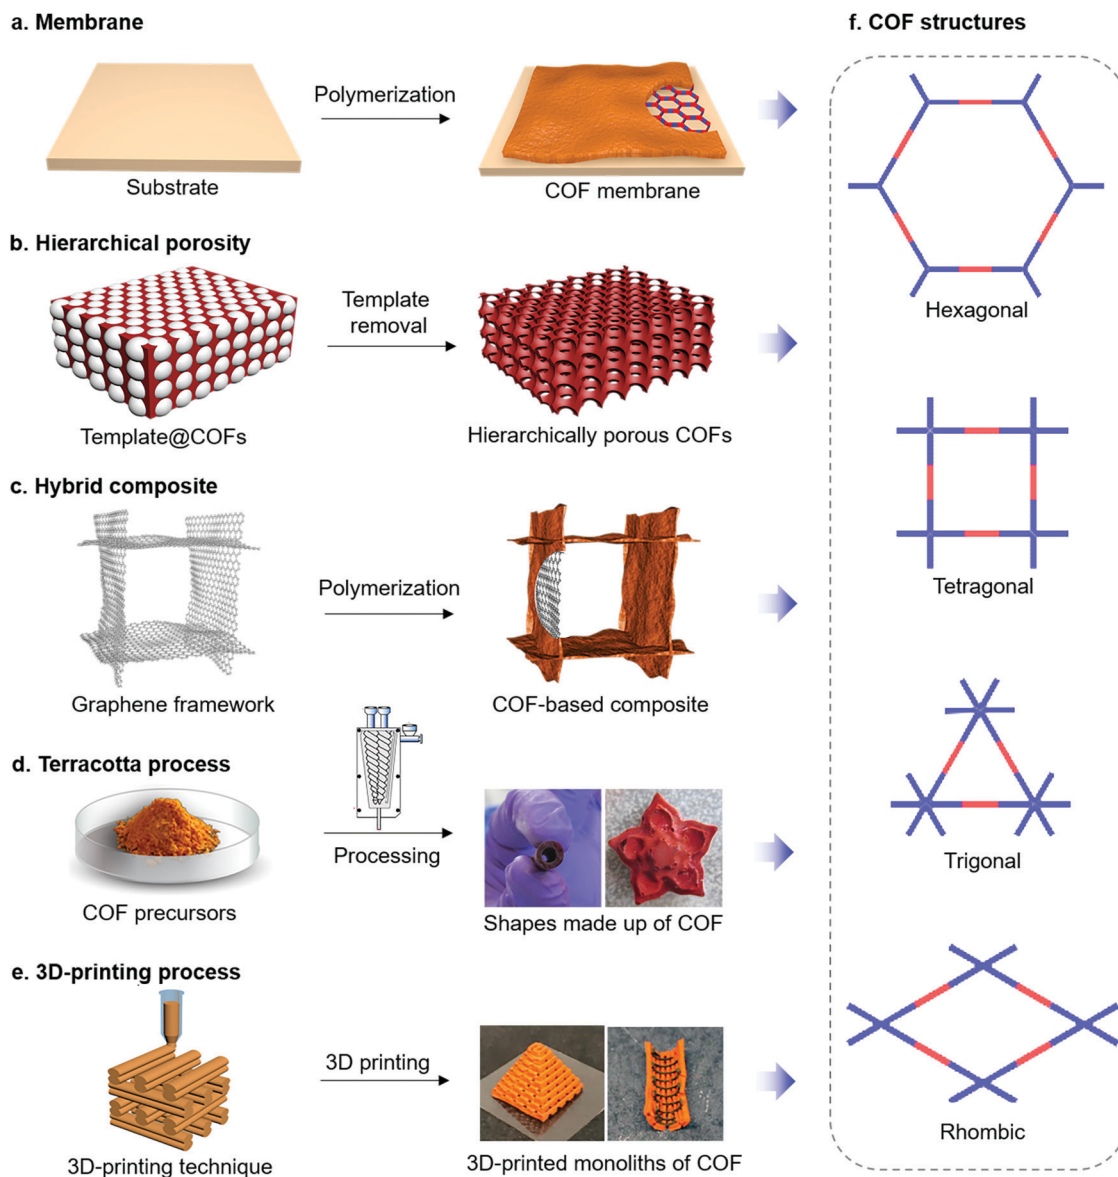 a. Membrane
Polymerization
Substrate
COF membrane
b. Hierarchical porosity
Template
removal
Template@COFs
Hierarchically porous COFs
c. Hybrid composite
Polymerization
Graphene framework
COF-based composite
d. Terracotta process
Processing
COF precursors
Shapes made up of COF
e. 3D-printing process
3D printing
3D-printing technique
3D-printed monoliths of COF
f. COF structures
Hexagonal
Tetragonal
Trigonal
Rhombic